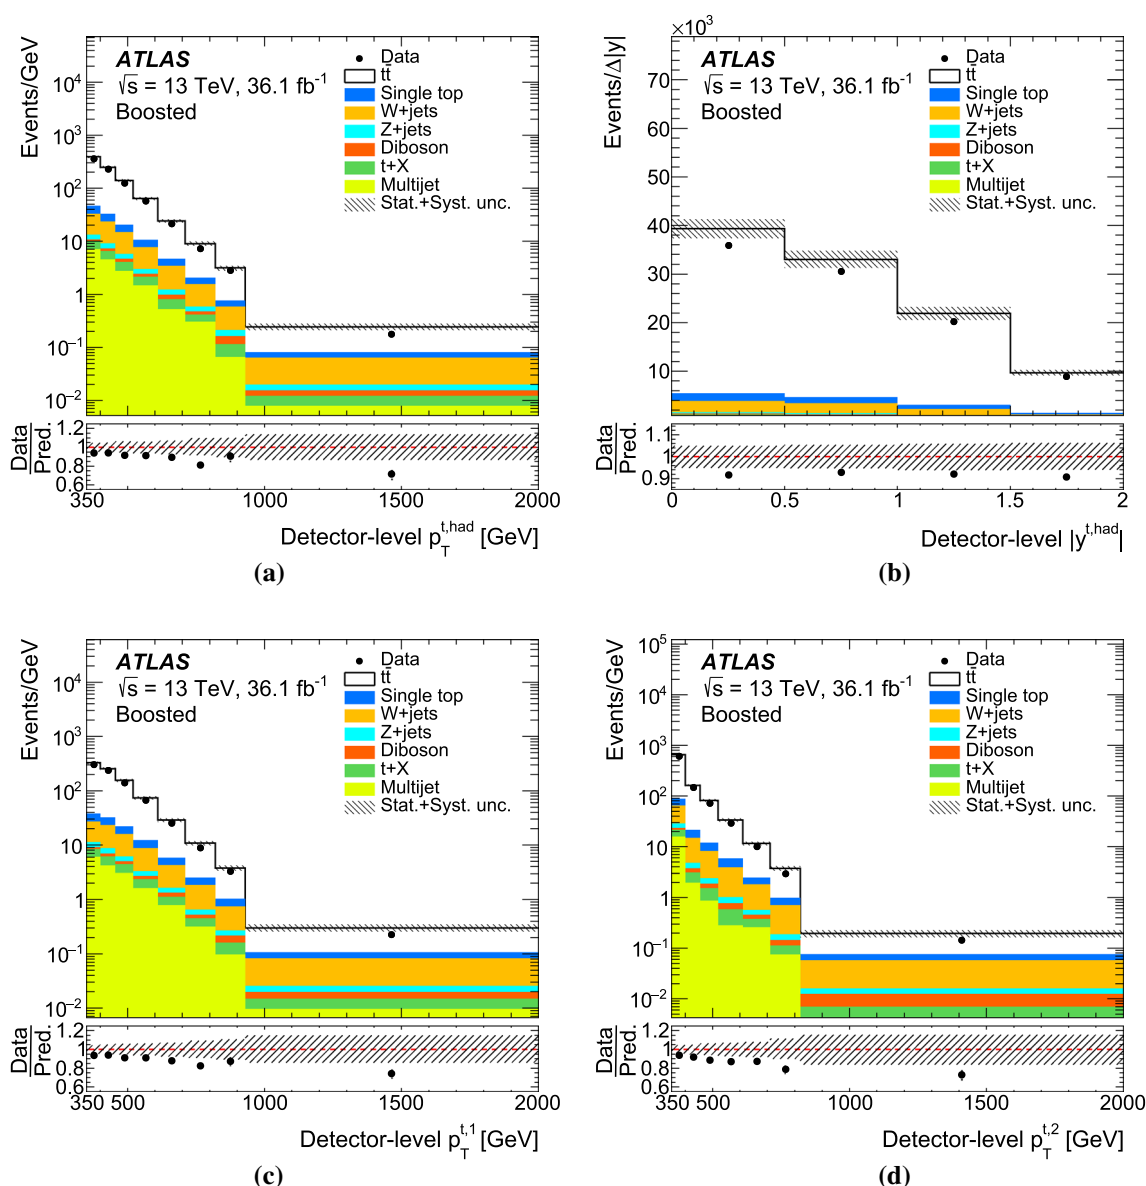 ATLAS
√s = 13 TeV, 36.1 fb⁻¹
Boosted
Data
tt̄
Single top
W+jets
Z+jets
Diboson
t+X
Multijet
Stat.+Syst. unc.
Events/GeV
10⁴
10³
10²
10
1
10⁻¹
10⁻²
Data
Pred.
1.2
1
0.8
0.6
350 500 1000 1500 2000
Detector-level p_T^{t,had} [GeV]
(a)
×10³
ATLAS
√s = 13 TeV, 36.1 fb⁻¹
Boosted
Data
tt̄
Single top
W+jets
Z+jets
Diboson
t+X
Multijet
Stat.+Syst. unc.
Events/Δ|y|
70
60
50
40
30
20
10
Data
Pred.
1.1
1
0.9
0 0.5 1 1.5 2
Detector-level |y^{t,had}|
(b)
ATLAS
√s = 13 TeV, 36.1 fb⁻¹
Boosted
Data
tt̄
Single top
W+jets
Z+jets
Diboson
t+X
Multijet
Stat.+Syst. unc.
Events/GeV
10⁴
10³
10²
10
1
10⁻¹
10⁻²
Data
Pred.
1.2
1
0.8
0.6
350 500 1000 1500 2000
Detector-level p_T^{t,1} [GeV]
(c)
ATLAS
√s = 13 TeV, 36.1 fb⁻¹
Boosted
Data
tt̄
Single top
W+jets
Z+jets
Diboson
t+X
Multijet
Stat.+Syst. unc.
Events/GeV
10⁵
10⁴
10³
10²
10
1
10⁻¹
10⁻²
Data
Pred.
1.2
1
0.8
0.6
350 500 1000 1500 2000
Detector-level p_T^{t,2} [GeV]
(d)